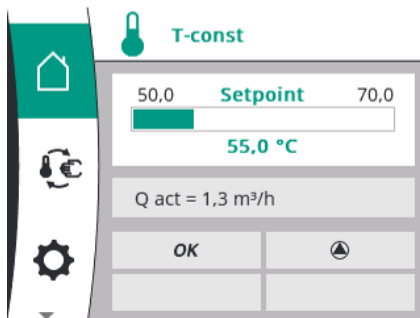 T-const
50,0 Setpoint 70,0
55,0 °C
Q act = 1,3 m³/h
OK